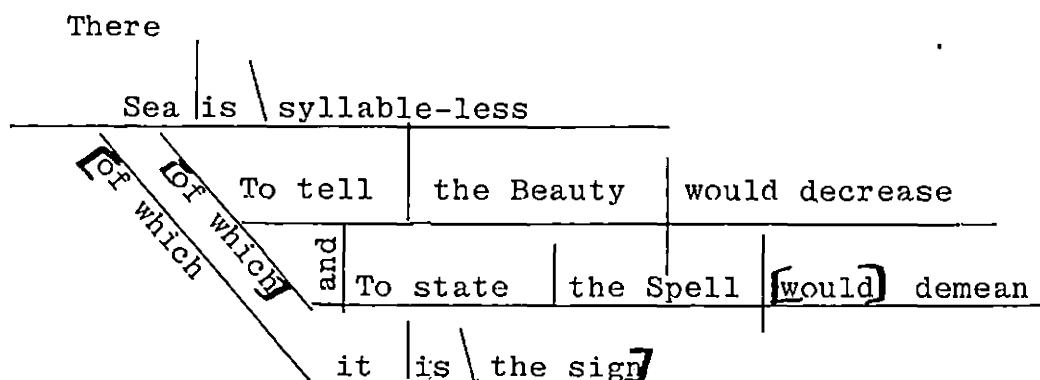 There
Sea is syllable-less
[of which
[of which]
To tell the Beauty would decrease
and
To state the Spell [would] demean
it is the sign]